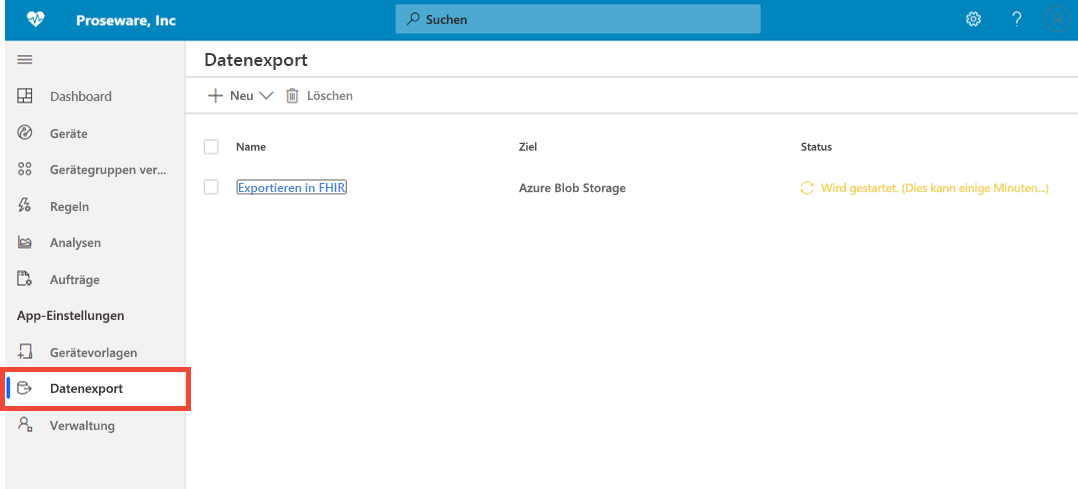 Proseware, Inc
Suchen
Datenexport
Neu
Löschen
Dashboard
Geräte
Gerätegruppen ver...
Regeln
Analysen
Aufträge
App-Einstellungen
Gerätevorlagen
Datenexport
Verwaltung
Name Ziel Status
Exportieren in FHIR Azure Blob Storage Wird gestartet. (Dies kann einige Minuten...)